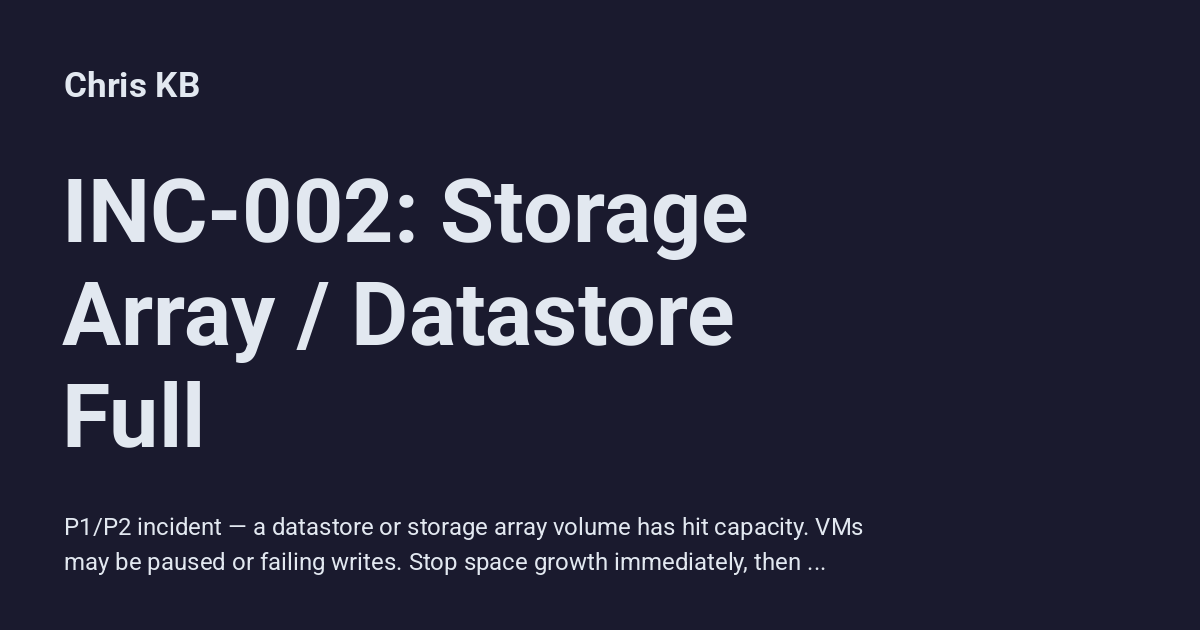 Chris KB
INC-002: Storage
Array / Datastore
Full
P1/P2 incident — a datastore or storage array volume has hit capacity. VMs
may be paused or failing writes. Stop space growth immediately, then ...